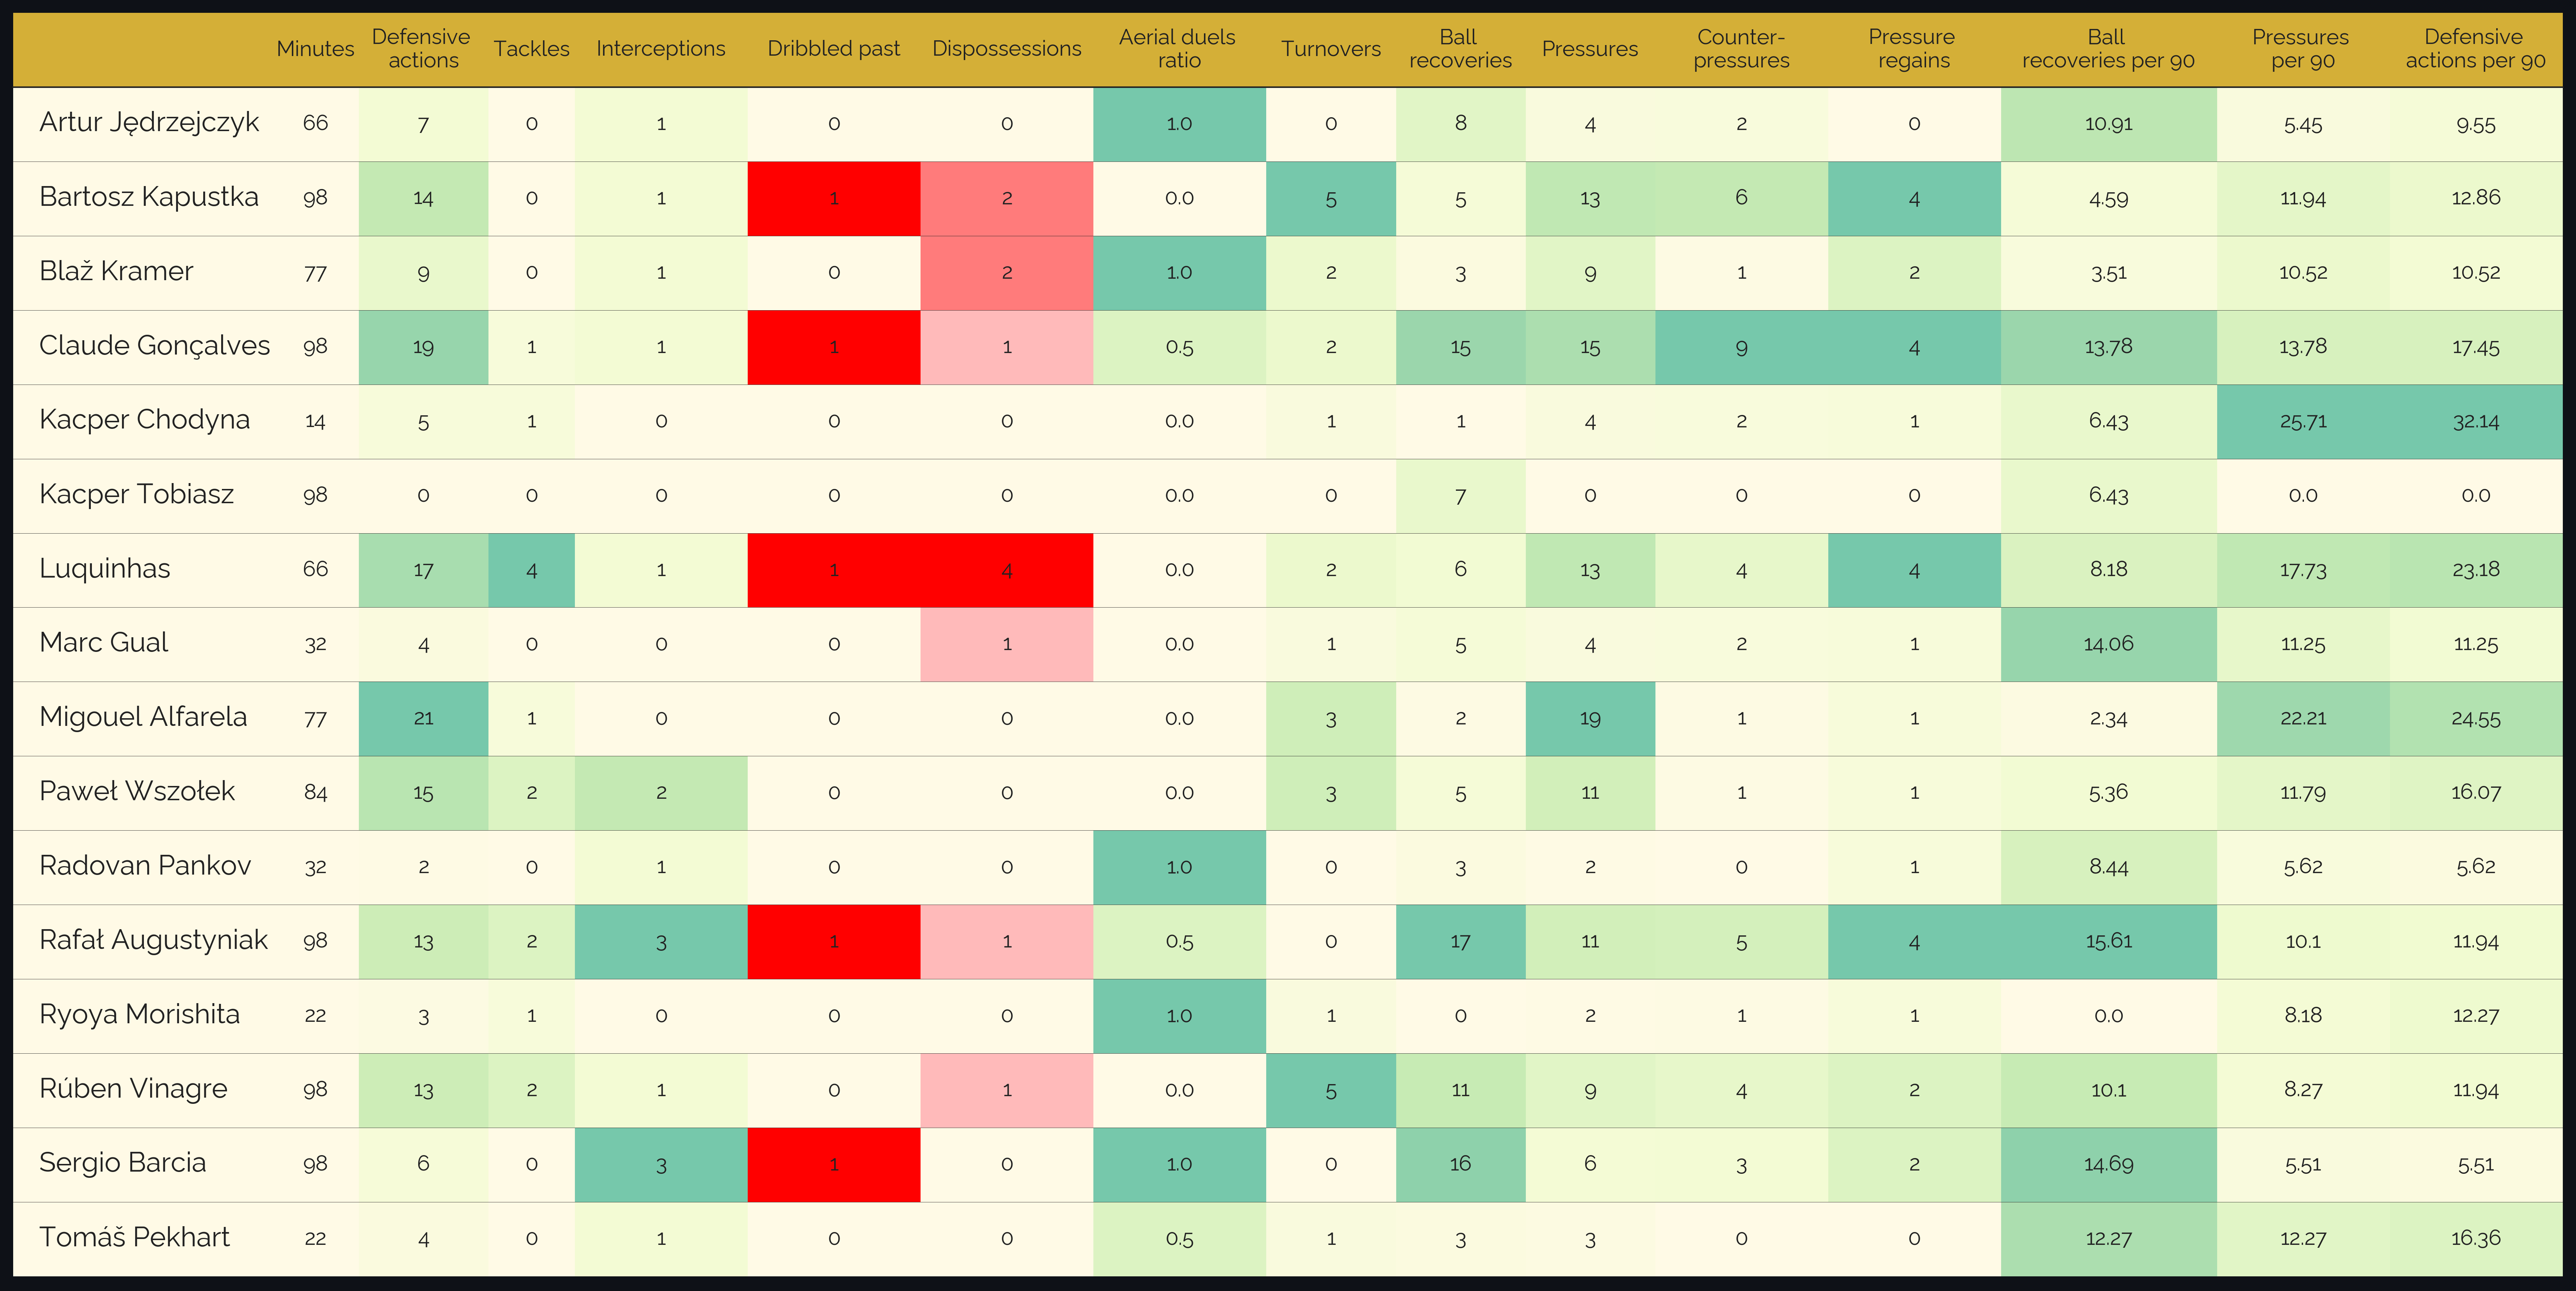 Minutes Defensive actions Tackles Interceptions Dribbled past Dispossessions Aerial duels ratio Turnovers Ball recoveries Pressures Counter-pressures Pressure regains Ball recoveries per 90 Pressures per 90 Defensive actions per 90
Artur Jędrzejczyk 66 7 0 1 0 0 1.0 0 8 4 2 0 10.91 5.45 9.55
Bartosz Kapustka 98 14 0 1 1 2 0.0 5 5 13 6 4 4.59 11.94 12.86
Blaž Kramer 77 9 0 1 0 2 1.0 2 3 9 1 2 3.51 10.52 10.52
Claude Gonçalves 98 19 1 1 1 1 0.5 2 15 15 9 4 13.78 13.78 17.45
Kacper Chodyna 14 5 1 0 0 0 0.0 1 1 4 2 1 6.43 25.71 32.14
Kacper Tobiasz 98 0 0 0 0 0 0.0 0 7 0 0 0 6.43 0.0 0.0
Luquinhas 66 17 4 1 1 4 0.0 2 6 13 4 4 8.18 17.73 23.18
Marc Gual 32 4 0 0 0 1 0.0 1 5 4 2 1 14.06 11.25 11.25
Migouel Alfarela 77 21 1 0 0 0 0.0 3 2 19 1 1 2.34 22.21 24.55
Paweł Wszołek 84 15 2 2 0 0 0.0 3 5 11 1 1 5.36 11.79 16.07
Radovan Pankov 32 2 0 1 0 0 1.0 0 3 2 0 1 8.44 5.62 5.62
Rafał Augustyniak 98 13 2 3 1 1 0.5 0 17 11 5 4 15.61 10.1 11.94
Ryoya Morishita 22 3 1 0 0 0 1.0 1 0 2 1 1 0.0 8.18 12.27
Rúben Vinagre 98 13 2 1 0 1 0.0 5 11 9 4 2 10.1 8.27 11.94
Sergio Barcia 98 6 0 3 1 0 1.0 0 16 6 3 2 14.69 5.51 5.51
Tomáš Pekhart 22 4 0 1 0 0 0.5 1 3 3 0 0 12.27 12.27 16.36